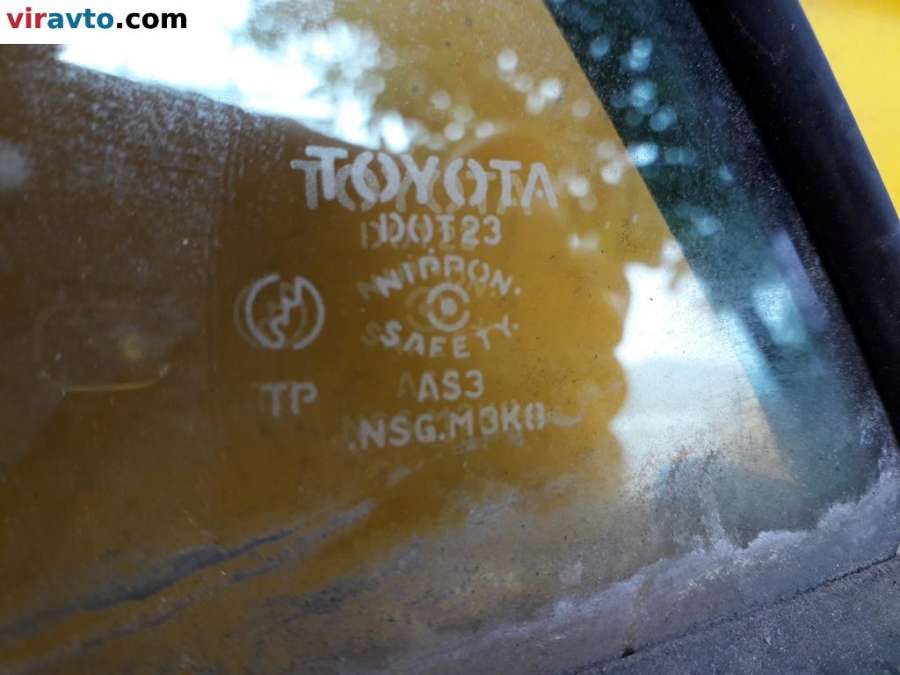 viravto.com
TOYOTA
DOT23
NIPPON.
SAFETY.
TP
AS3
NSG.M3K8